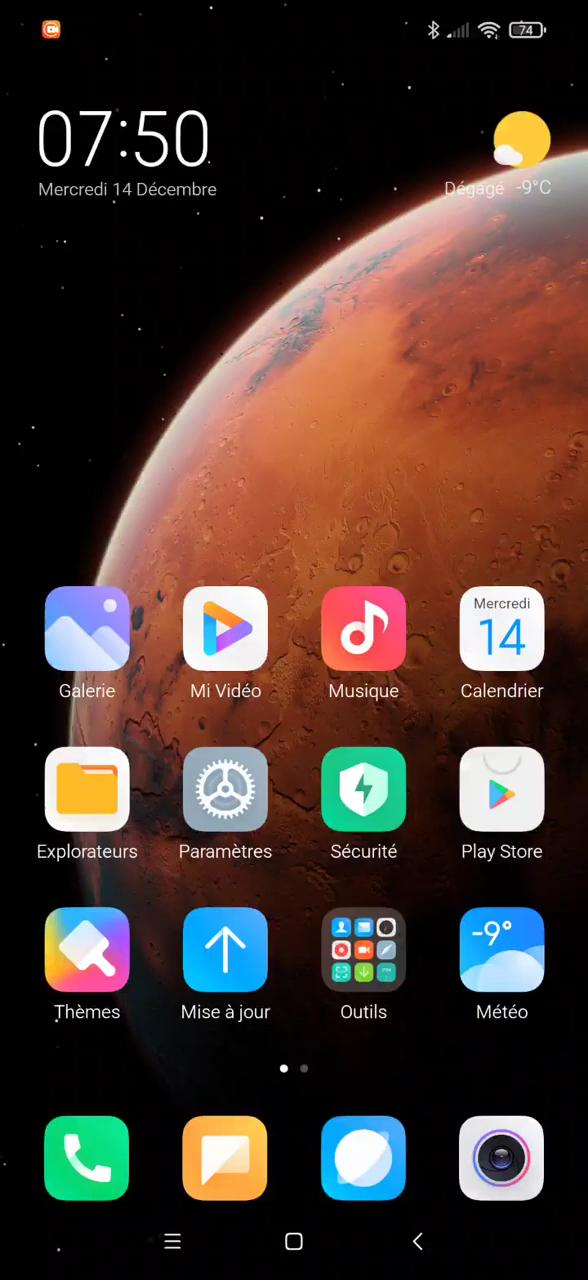 74
07:50
Mercredi 14 Décembre
Dégagé -9°C
Mercredi
14
Galerie
Mi Vidéo
Musique
Calendrier
Explorateurs
Paramètres
Sécurité
Play Store
-9°
Thèmes
Mise à jour
Outils
Météo